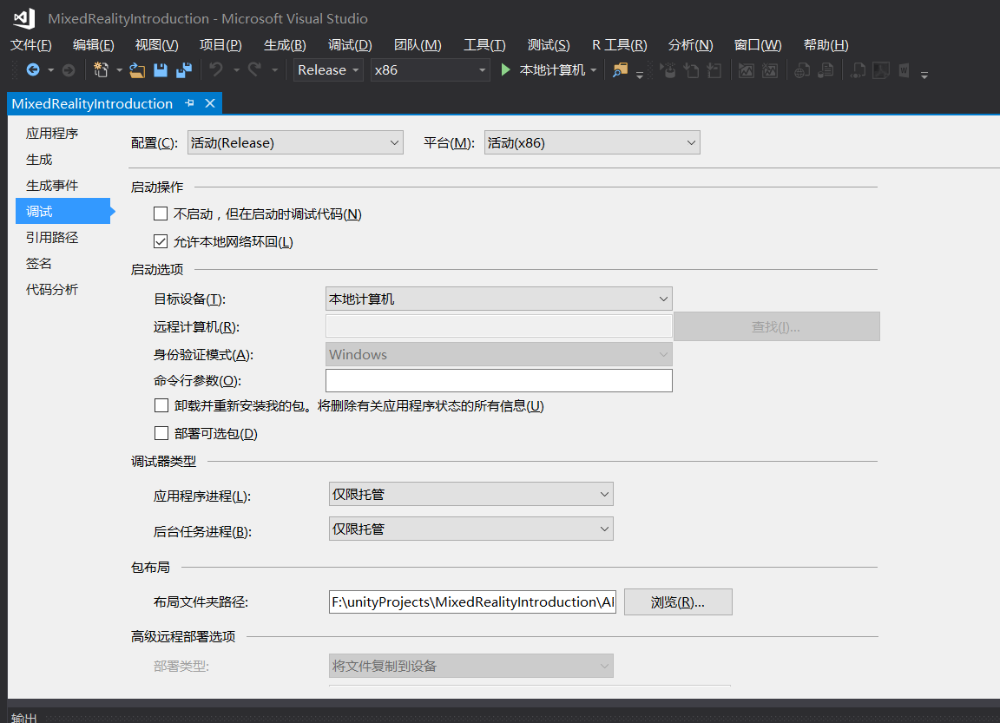 MixedRealityIntroduction - Microsoft Visual Studio
文件(F) 编辑(E) 视图(V) 项目(P) 生成(B) 调试(D) 团队(M) 工具(T) 测试(S) R 工具(R) 分析(N) 窗口(W) 帮助(H)
Release x86 本地计算机
MixedRealityIntroduction
应用程序
生成
生成事件
调试
引用路径
签名
代码分析
配置(C): 活动(Release) 平台(M): 活动(x86)
启动操作
不启动，但在启动时调试代码(N)
允许本地网络环回(L)
启动选项
目标设备(T): 本地计算机
远程计算机(R): 查找(I)...
身份验证模式(A): Windows
命令行参数(O):
卸载并重新安装我的包。将删除有关应用程序状态的所有信息(U)
部署可选包(D)
调试器类型
应用程序进程(L): 仅限托管
后台任务进程(B): 仅限托管
包布局
布局文件夹路径: F:\unityProjects\MixedRealityIntroduction\Al 浏览(R)...
高级远程部署选项
部署类型: 将文件复制到设备
输出